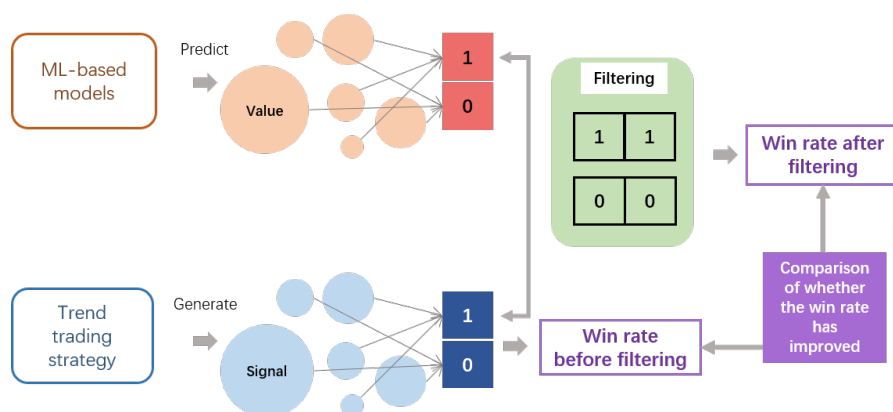 ML-based
models
Predict
Value
1
0
Filtering
1 1
0 0
Win rate after
filtering
Trend
trading
strategy
Generate
Signal
1
0
Win rate
before filtering
Comparison
of whether
the win rate
has
improved